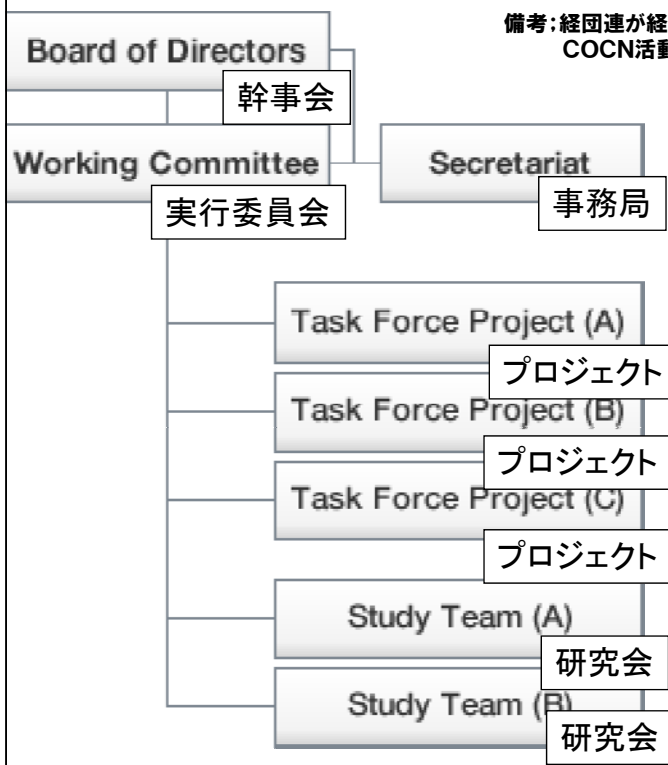 備考；経団連が経
COCN活動
Board of Directors
幹事会
Working Committee
実行委員会
Secretariat
事務局
Task Force Project (A)
プロジェクト
Task Force Project (B)
プロジェクト
Task Force Project (C)
プロジェクト
Study Team (A)
研究会
Study Team (B)
研究会